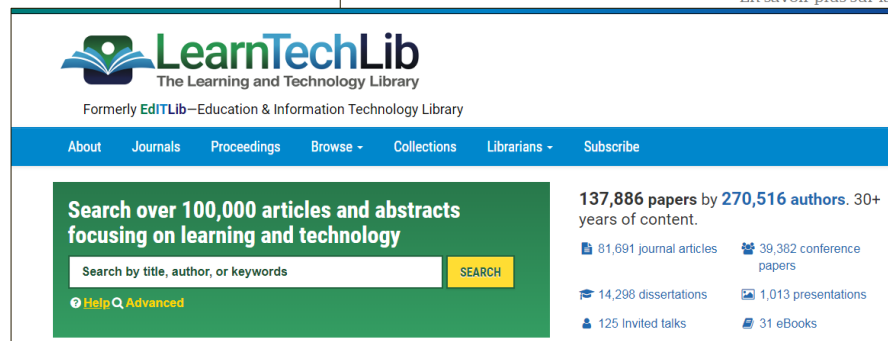 LearnTechLib
The Learning and Technology Library
Formerly EdITLib—Education & Information Technology Library
About Journals Proceedings Browse Collections Librarians Subscribe
Search over 100,000 articles and abstracts
focusing on learning and technology
Search by title, author, or keywords SEARCH
Help Advanced
137,886 papers by 270,516 authors. 30+
years of content.
81,691 journal articles
39,382 conference
papers
14,298 dissertations
1,013 presentations
125 Invited talks
31 eBooks